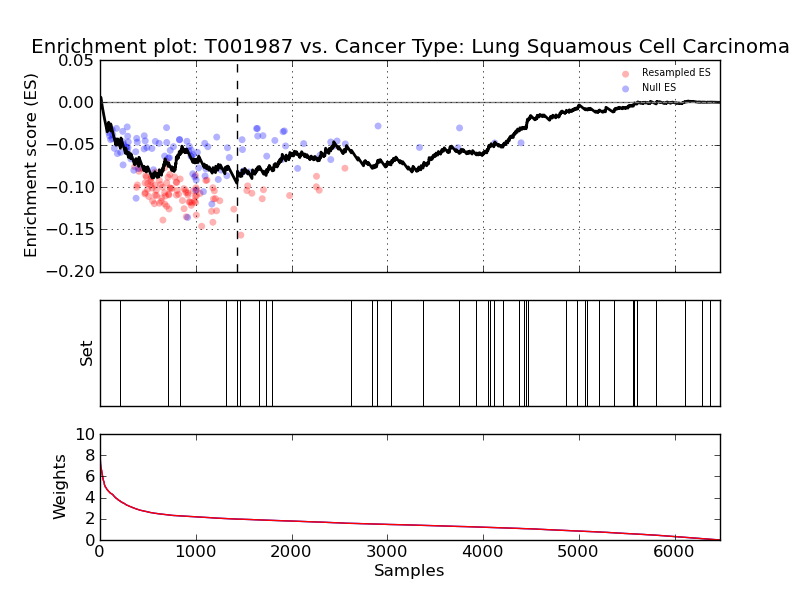 Enrichment plot: T001987 vs. Cancer Type: Lung Squamous Cell Carcinoma
0.05
0.00
−0.05
−0.10
−0.15
−0.20
Enrichment score (ES)
Resampled ES
Null ES
Set
10
8
6
4
2
0
Weights
0
1000
2000
3000
4000
5000
6000
Samples